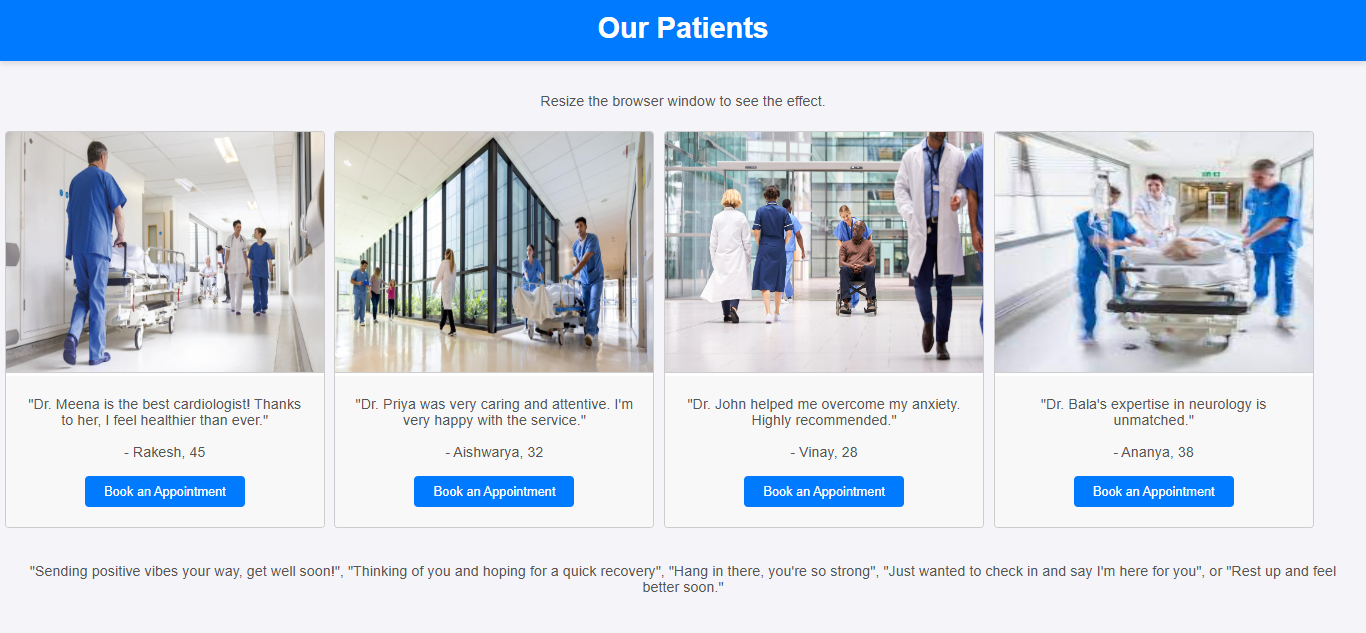 Our Patients
Resize the browser window to see the effect.
"Dr. Meena is the best cardiologist! Thanks
to her, I feel healthier than ever."
- Rakesh, 45
Book an Appointment
"Dr. Priya was very caring and attentive. I'm
very happy with the service."
- Aishwarya, 32
Book an Appointment
"Dr. John helped me overcome my anxiety.
Highly recommended."
- Vinay, 28
Book an Appointment
"Dr. Bala's expertise in neurology is
unmatched."
- Ananya, 38
Book an Appointment
"Sending positive vibes your way, get well soon!", "Thinking of you and hoping for a quick recovery", "Hang in there, you're so strong", "Just wanted to check in and say I'm here for you", or "Rest up and feel
better soon."